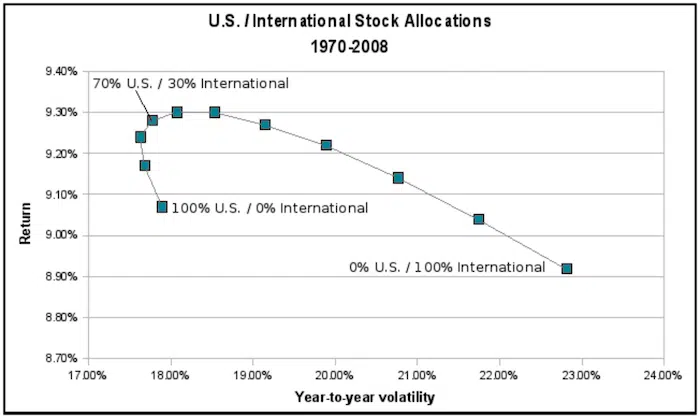 U.S. / International Stock Allocations
1970-2008
9.40%
70% U.S. / 30% International
9.30%
9.20%
9.10%
100% U.S. / 0% International
9.00%
0% U.S. / 100% International
8.90%
8.80%
8.70%
Return
17.00% 18.00% 19.00% 20.00% 21.00% 22.00% 23.00% 24.00%
Year-to-year volatility